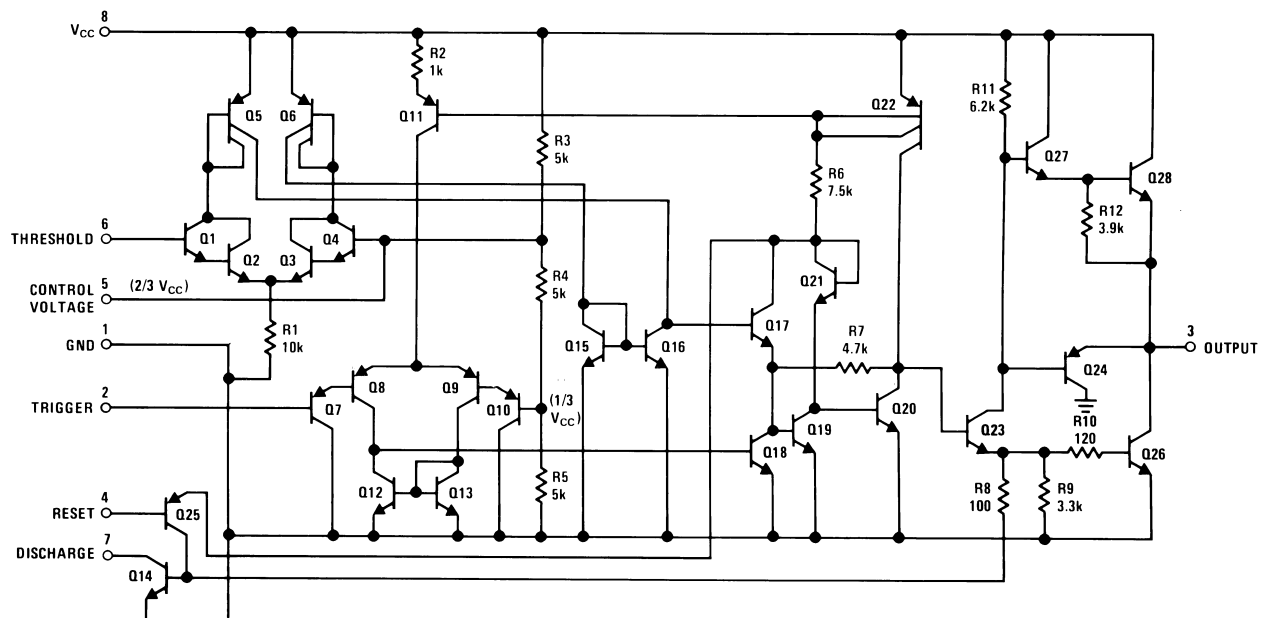 8
VCC
R2
1k
Q5
Q6
Q11
R3
5k
Q22
R11
6.2k
Q27
R6
7.5k
Q28
R12
3.9k
6
THRESHOLD
Q1
Q2
Q3
Q4
5
CONTROL VOLTAGE
(2/3 VCC)
R4
5k
Q21
1
GND
R1
10k
Q15
Q16
Q17
R7
4.7k
3
OUTPUT
Q24
2
TRIGGER
Q7
Q8
Q9
Q10
(1/3
VCC)
Q18
Q19
Q20
Q23
R10
120
Q26
4
RESET
Q25
Q12
Q13
R5
5k
R8
100
R9
3.3k
7
DISCHARGE
Q14